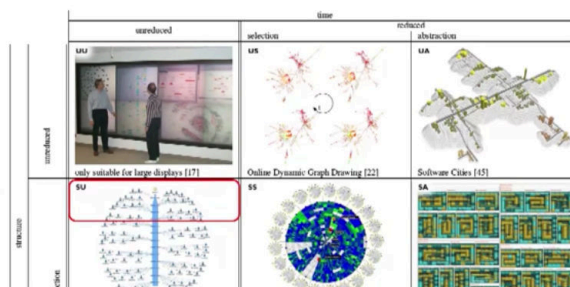 time
unreduced
reduced
selection
abstraction
UU
US
UA
only suitable for large displays [17]
Online Dynamic Graph Drawing [22]
Software Cities [45]
unreduced
structure
SU
SS
SA
ction